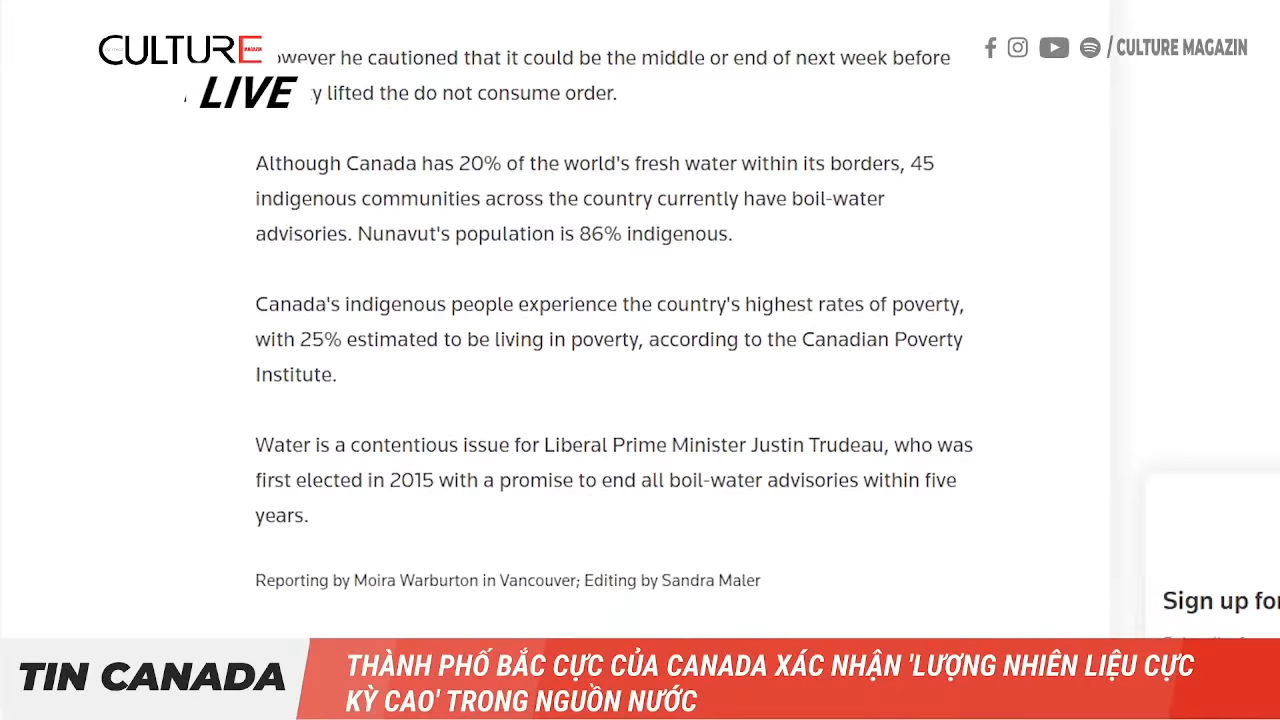 CULTURE
MAGAZIN
LIVE
/ CULTURE MAGAZIN
he cautioned that it could be the middle or end of next week before
lifted the do not consume order.
Although Canada has 20% of the world's fresh water within its borders, 45
indigenous communities across the country currently have boil-water
advisories. Nunavut's population is 86% indigenous.
Canada's indigenous people experience the country's highest rates of poverty,
with 25% estimated to be living in poverty, according to the Canadian Poverty
Institute.
Water is a contentious issue for Liberal Prime Minister Justin Trudeau, who was
first elected in 2015 with a promise to end all boil-water advisories within five
years.
Reporting by Moira Warburton in Vancouver; Editing by Sandra Maler
Sign up for
TIN CANADA
THÀNH PHỐ BẮC CỰC CỦA CANADA XÁC NHẬN 'LƯỢNG NHIÊN LIỆU CỰC
KỲ CAO' TRONG NGUỒN NƯỚC